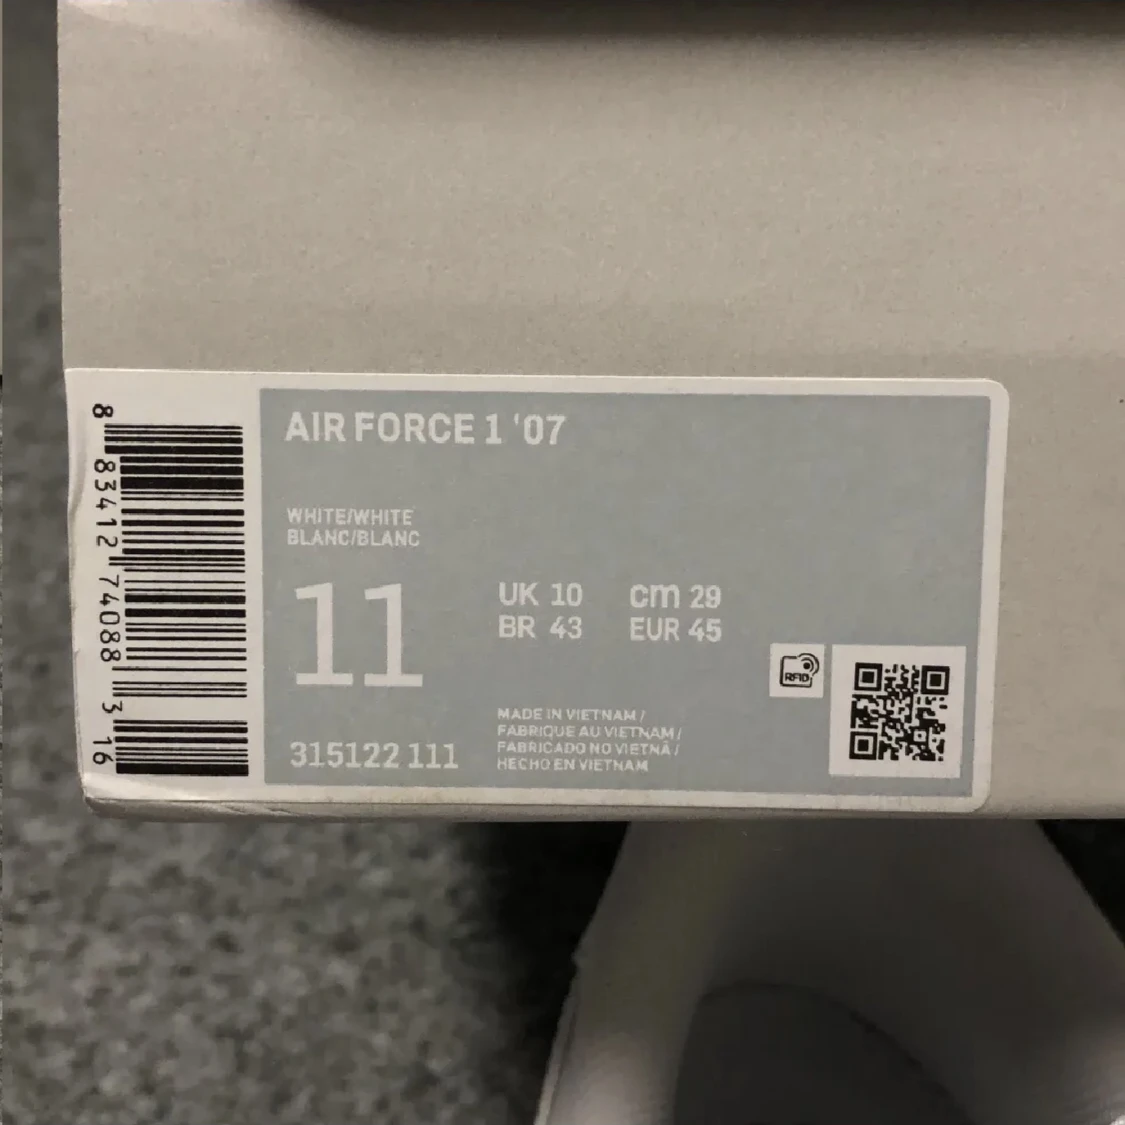 AIR FORCE 1 '07
WHITE/WHITE
BLANC/BLANC
11
UK 10 cm 29
BR 43 EUR 45
RFID
315122 111
MADE IN VIETNAM /
FABRIQUE AU VIETNAM /
FABRICADO NO VIETNÃ /
HECHO EN VIETNAM
8 83412 74088 3 16